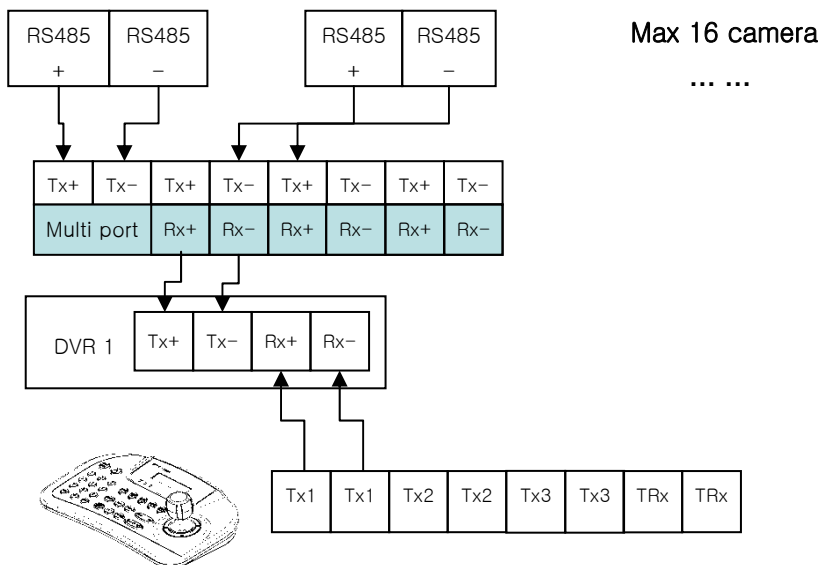 RS485 RS485 RS485 RS485 Max 16 camera
+ − + − ... ...
Tx+ Tx− Tx+ Tx− Tx+ Tx− Tx+ Tx−
Multi port Rx+ Rx− Rx+ Rx− Rx+ Rx−
DVR 1 Tx+ Tx− Rx+ Rx−
Tx1 Tx1 Tx2 Tx2 Tx3 Tx3 TRx TRx